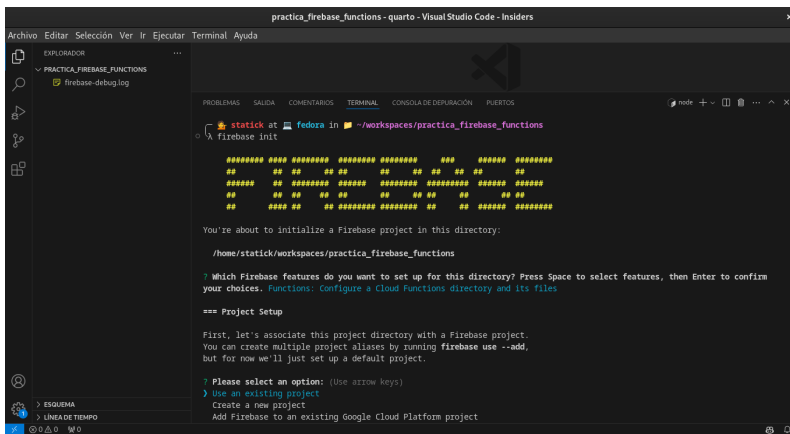 practica_firebase_functions - quarto - Visual Studio Code - Insiders
Archivo Editar Selección Ver Ir Ejecutar Terminal Ayuda
EXPLORADOR
PRACTICA_FIREBASE_FUNCTIONS
firebase-debug.log
PROBLEMAS SALIDA COMENTARIOS TERMINAL CONSOLA DE DEPURACIÓN PUERTOS
node
statick at fedora in ~/workspaces/practica_firebase_functions
λ firebase init
FIREBASE
You're about to initialize a Firebase project in this directory:
/home/statick/workspaces/practica_firebase_functions
? Which Firebase features do you want to set up for this directory? Press Space to select features, then Enter to confirm
your choices. Functions: Configure a Cloud Functions directory and its files
=== Project Setup
First, let's associate this project directory with a Firebase project.
You can create multiple project aliases by running firebase use --add,
but for now we'll just set up a default project.
? Please select an option: (Use arrow keys)
❯ Use an existing project
Create a new project
Add Firebase to an existing Google Cloud Platform project
ESQUEMA
LÍNEA DE TIEMPO
1
0 0 0